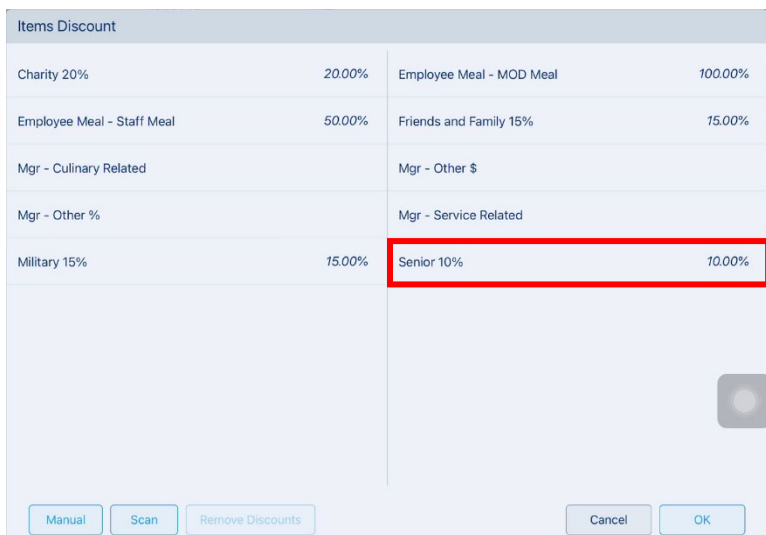 Items Discount
Charity 20% 20.00% Employee Meal - MOD Meal 100.00%
Employee Meal - Staff Meal 50.00% Friends and Family 15% 15.00%
Mgr - Culinary Related Mgr - Other $
Mgr - Other % Mgr - Service Related
Military 15% 15.00% Senior 10% 10.00%
Manual Scan Remove Discounts Cancel OK